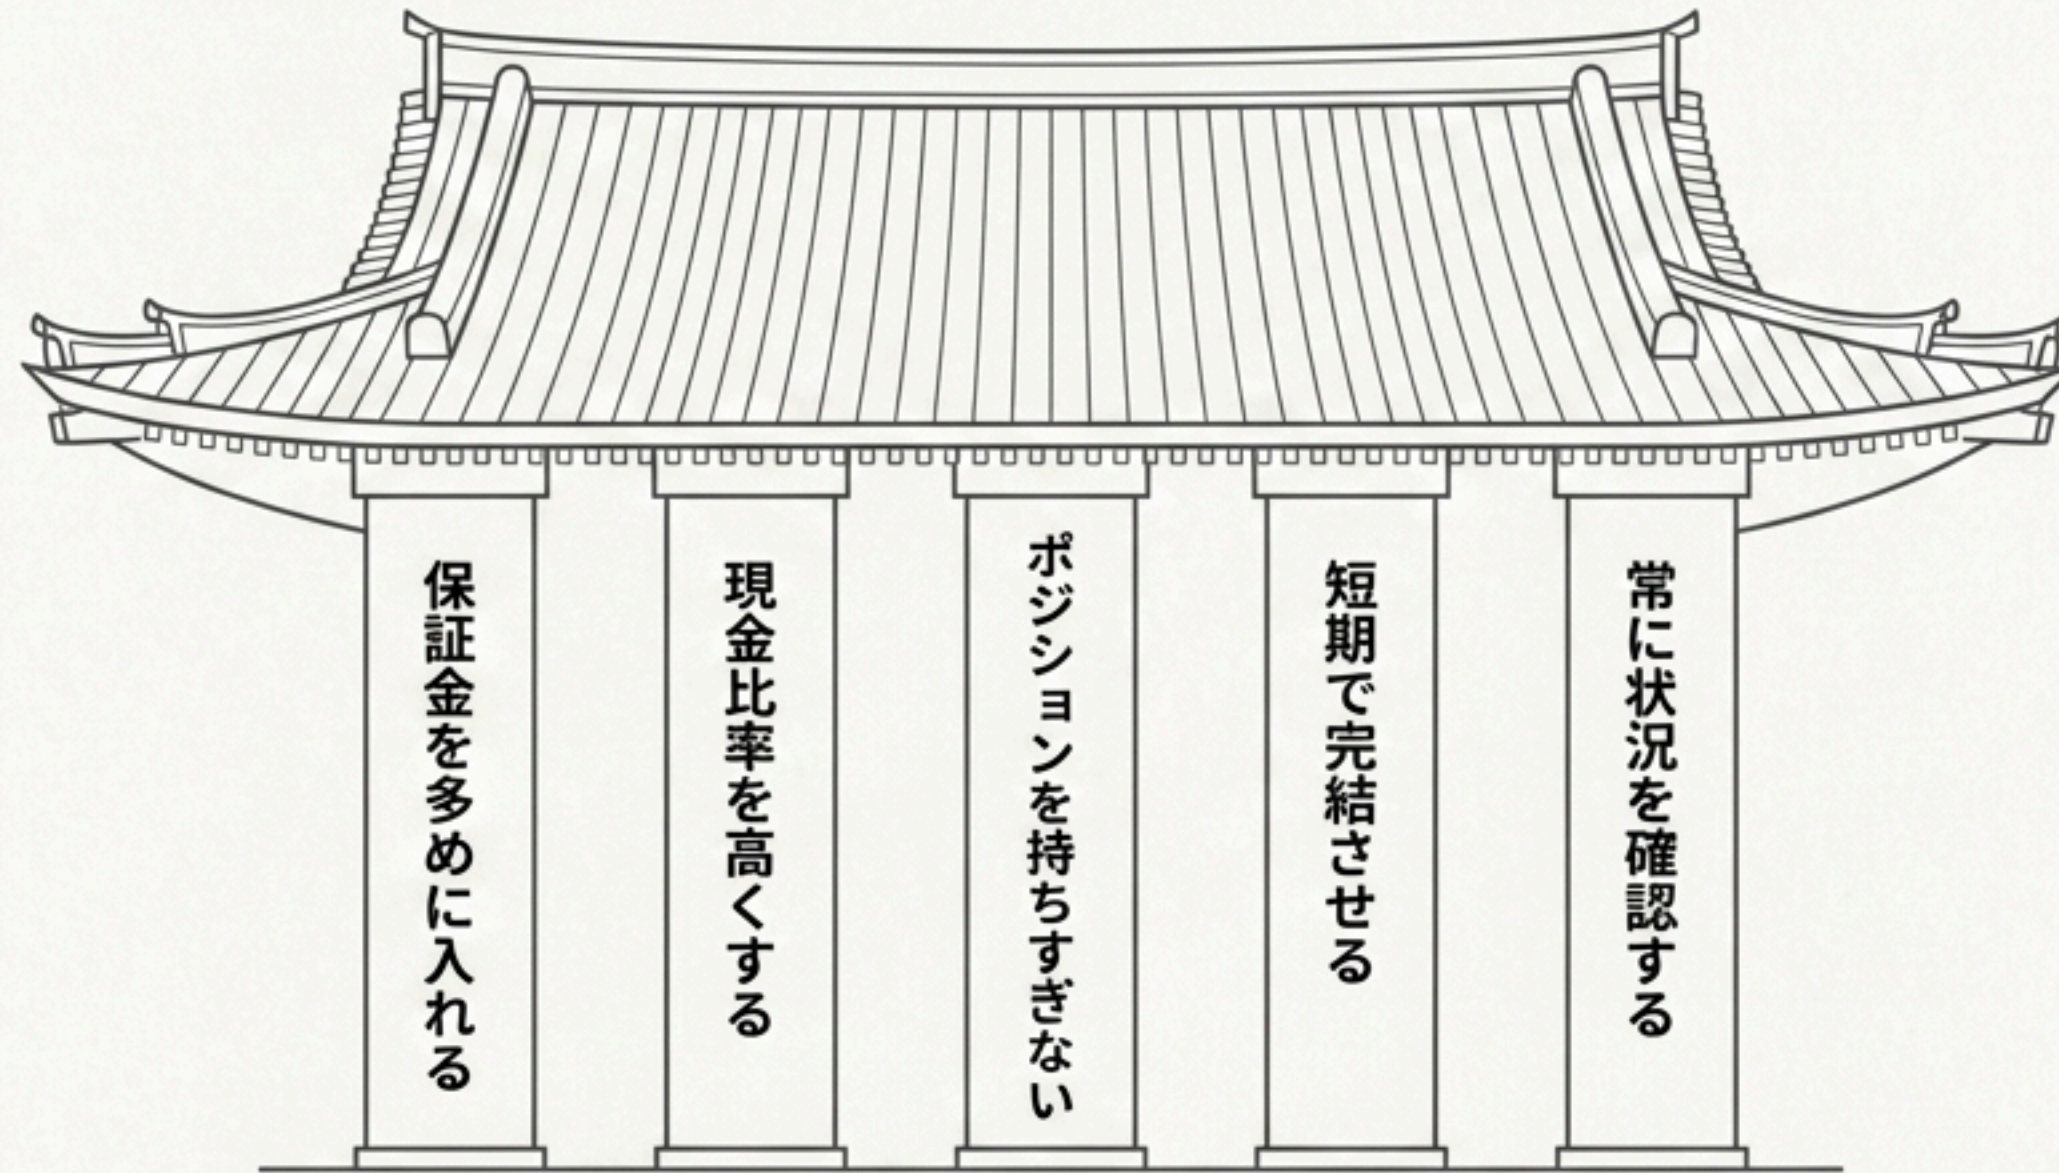 保証金を多めに入れる
現金比率を高くする
ポジションを持ちすぎない
短期で完結させる
常に状況を確認する